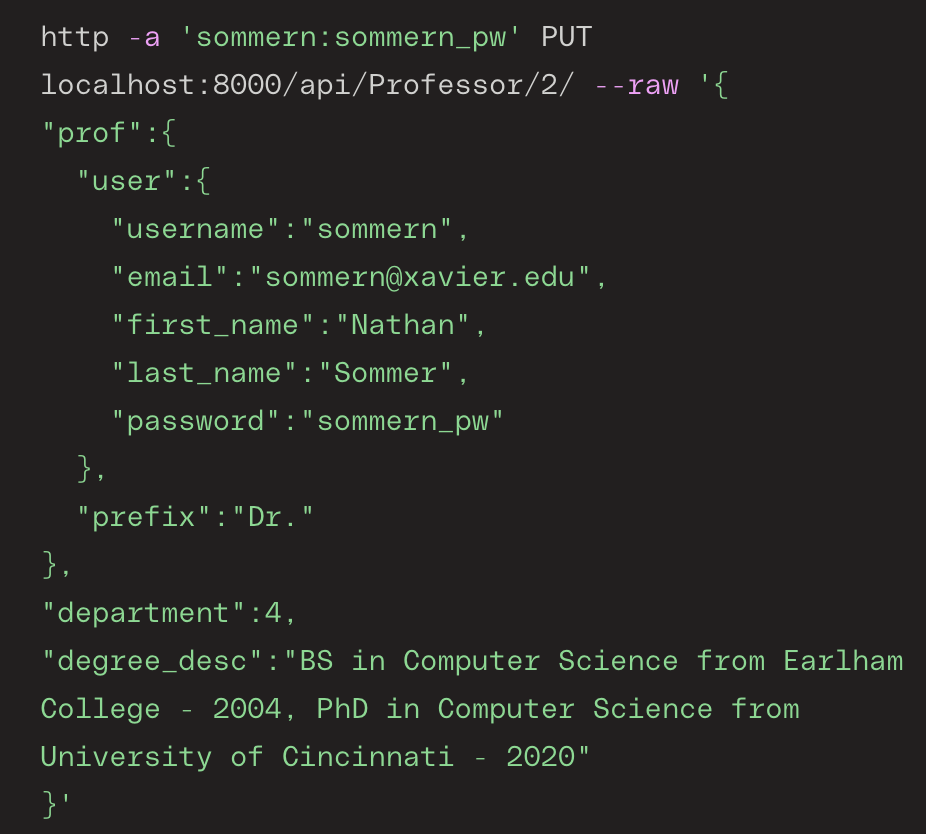 http -a 'sommern:sommern_pw' PUT
localhost:8000/api/Professor/2/ --raw '{
"prof":{
  "user":{
    "username":"sommern",
    "email":"sommern@xavier.edu",
    "first_name":"Nathan",
    "last_name":"Sommer",
    "password":"sommern_pw"
  },
  "prefix":"Dr."
},
"department":4,
"degree_desc":"BS in Computer Science from Earlham
College - 2004, PhD in Computer Science from
University of Cincinnati - 2020"
}'